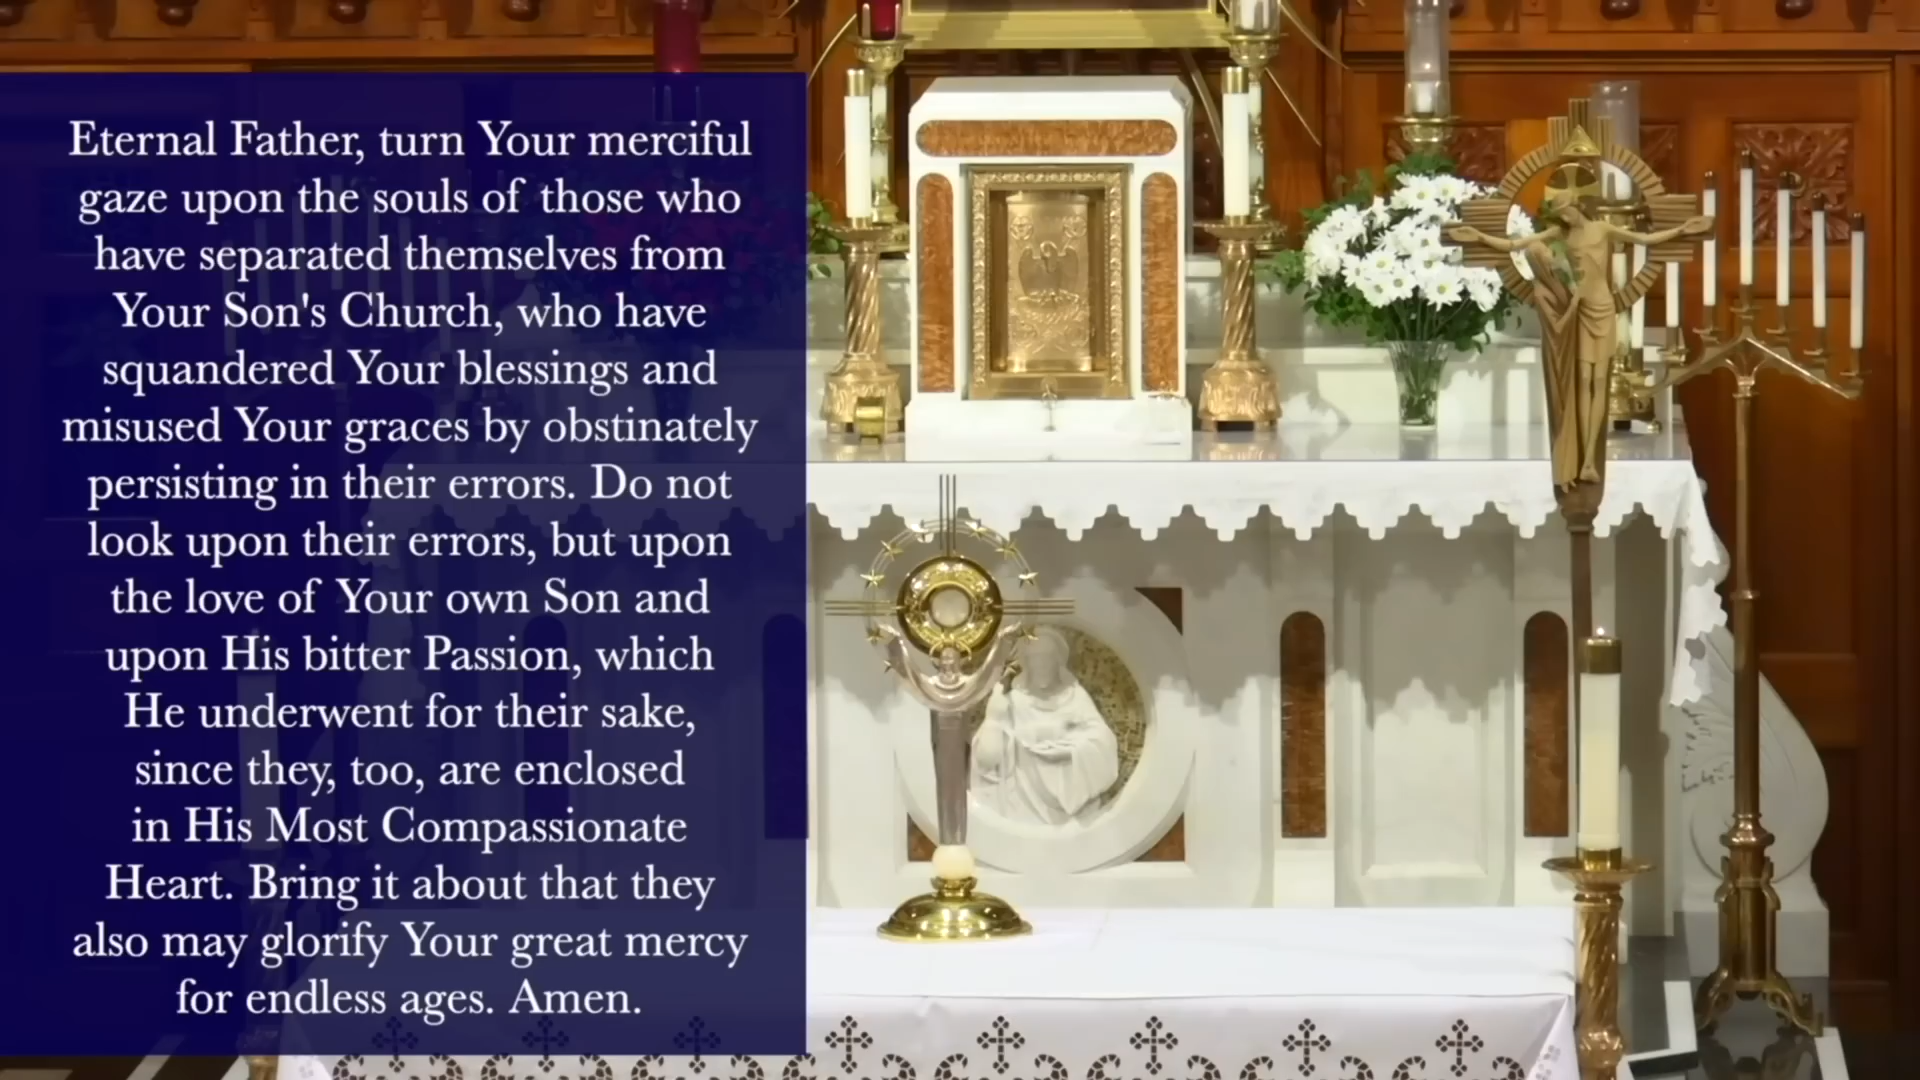 Eternal Father, turn Your merciful
gaze upon the souls of those who
have separated themselves from
Your Son's Church, who have
squandered Your blessings and
misused Your graces by obstinately
persisting in their errors. Do not
look upon their errors, but upon
the love of Your own Son and
upon His bitter Passion, which
He underwent for their sake,
since they, too, are enclosed
in His Most Compassionate
Heart. Bring it about that they
also may glorify Your great mercy
for endless ages. Amen.